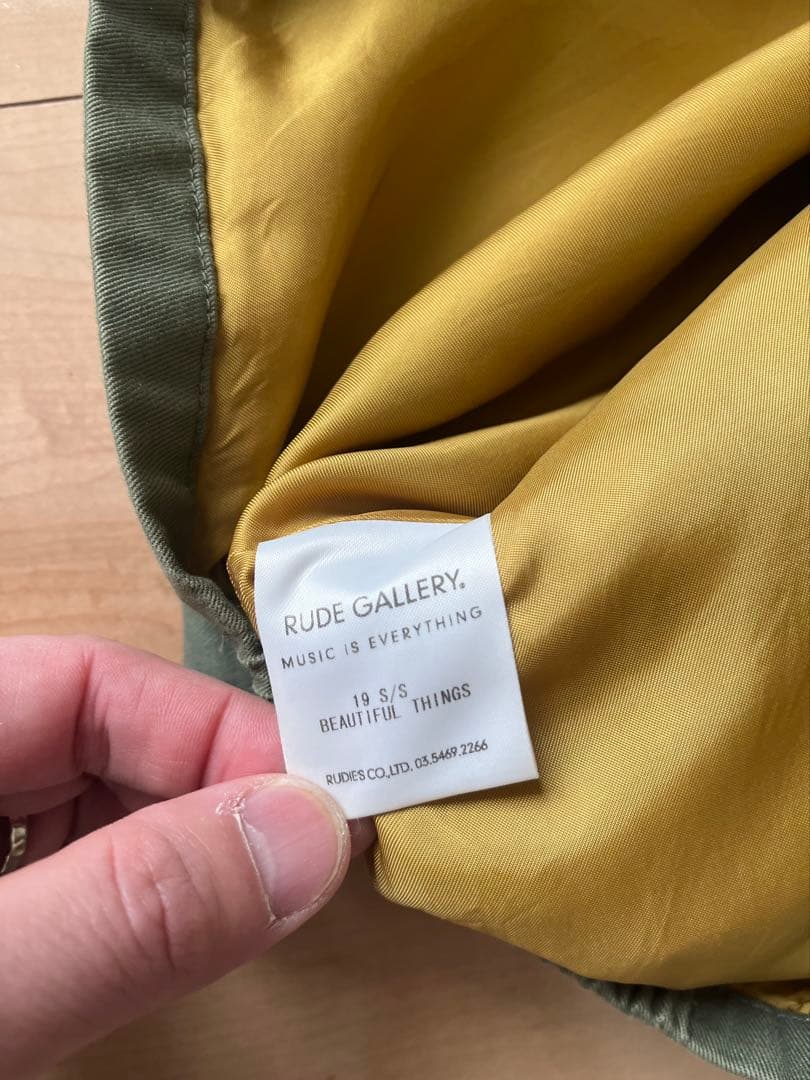 RUDE GALLERY®
MUSIC IS EVERYTHING
19 S/S
BEAUTIFUL THINGS
RUDIES CO.,LTD. 03.5469.2266